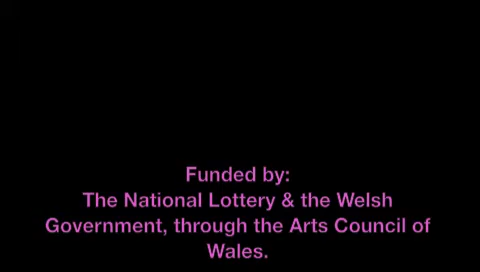 Funded by:
The National Lottery & the Welsh
Government, through the Arts Council of
Wales.